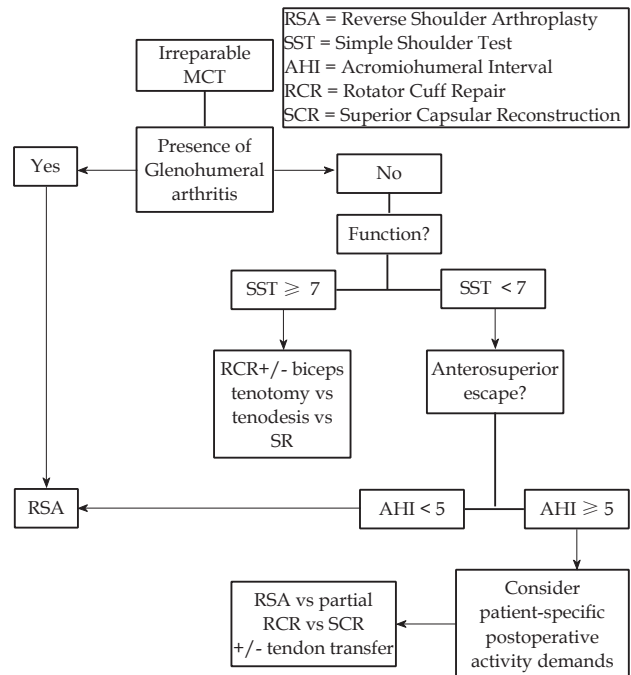 RSA = Reverse Shoulder Arthroplasty
SST = Simple Shoulder Test
AHI = Acromiohumeral Interval
RCR = Rotator Cuff Repair
SCR = Superior Capsular Reconstruction
Irreparable
MCT
Presence of
Glenohumeral
arthritis
Yes
No
Function?
SST ⩾ 7
SST < 7
RCR+/- biceps
tenotomy vs
tenodesis vs
SR
Anterosuperior
escape?
RSA
AHI < 5
AHI ⩾ 5
Consider
patient-specific
postoperative
activity demands
RSA vs partial
RCR vs SCR
+/- tendon transfer